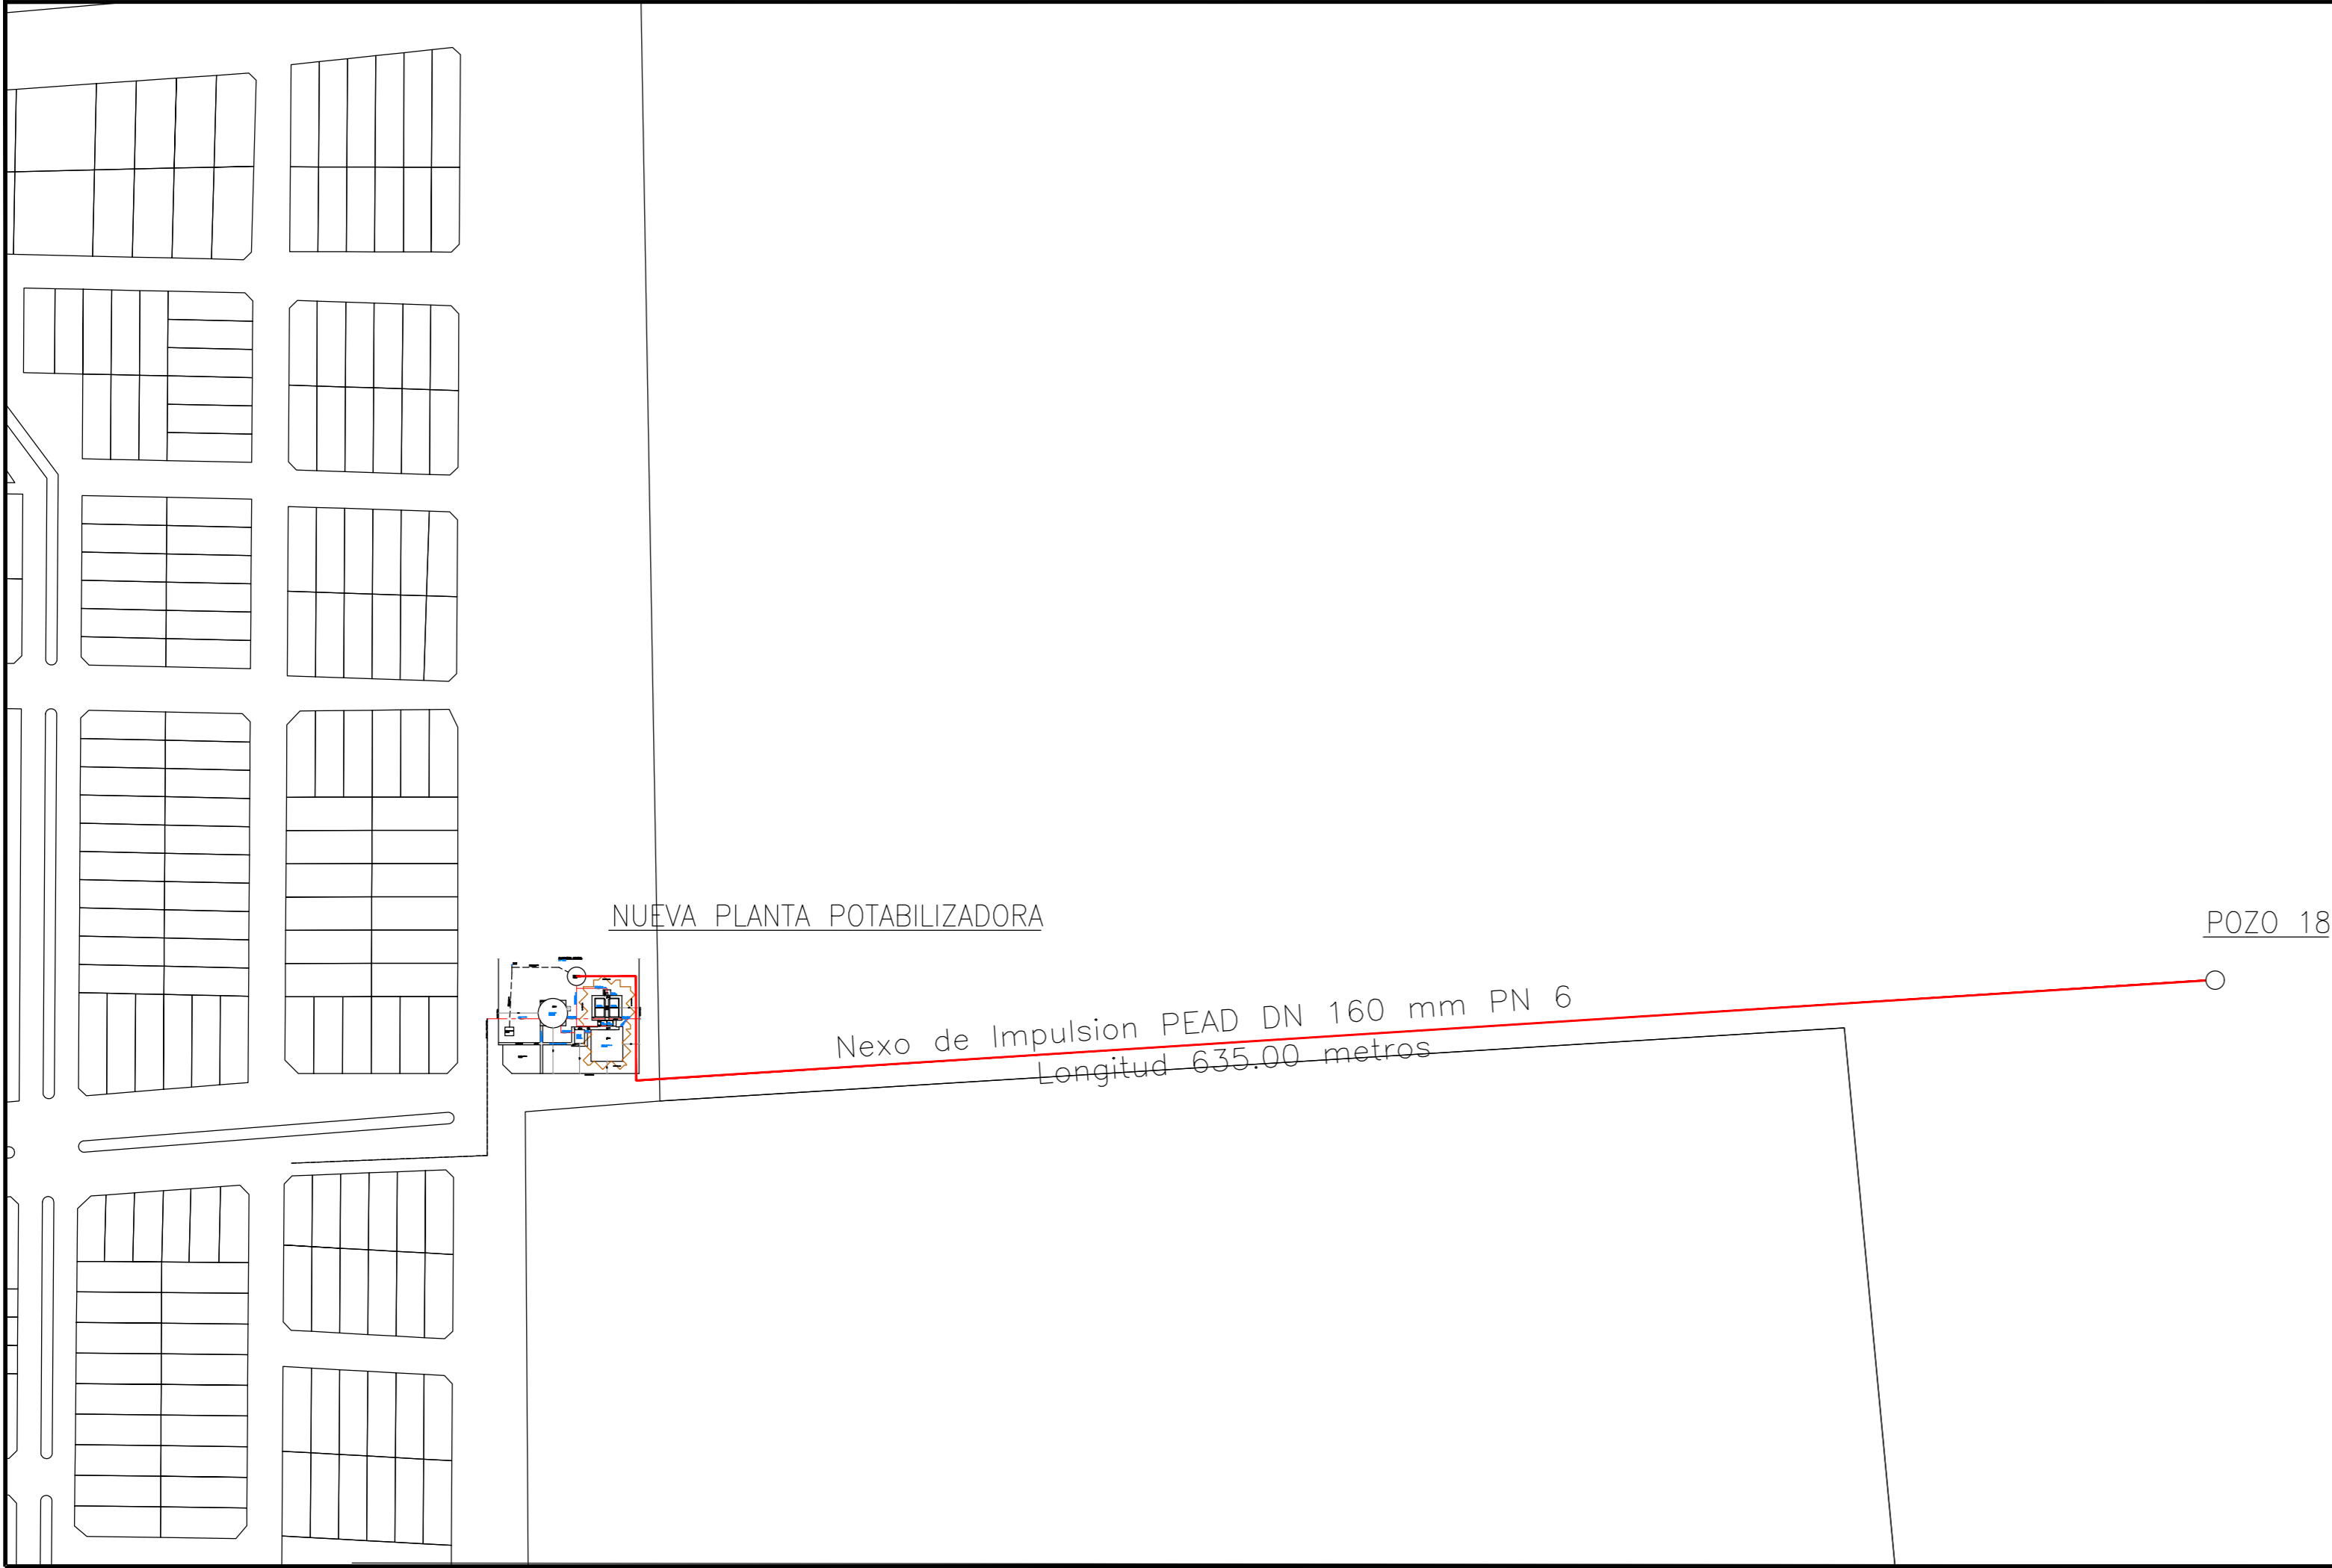 NUEVA PLANTA POTABILIZADORA
POZO 18
Nexo de Impulsion PEAD DN 160 mm PN 6
Longitud 635.00 metros